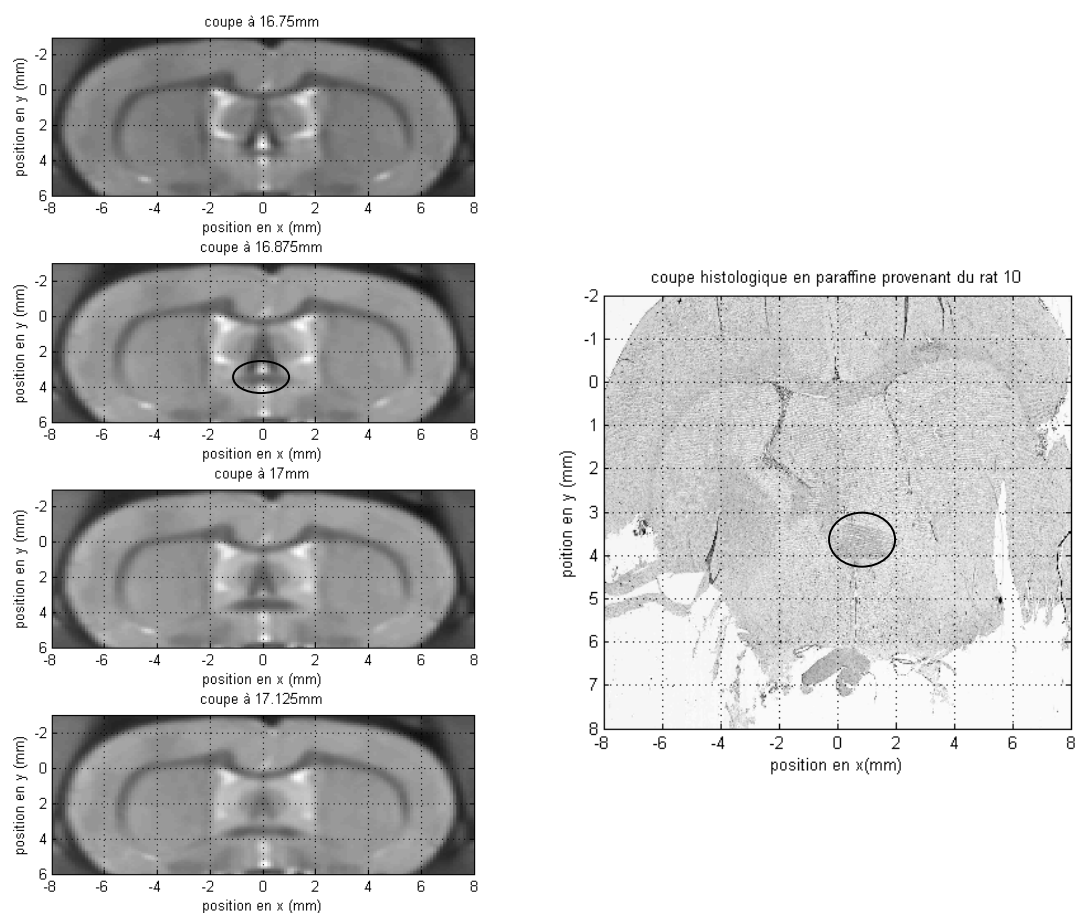 coupe à 16.75mm
-2
0
2
4
6
position en y (mm)
-8 -6 -4 -2 0 2 4 6 8
position en x (mm)
coupe à 16.875mm
-2
0
2
4
6
position en y (mm)
-8 -6 -4 -2 0 2 4 6 8
position en x (mm)
coupe à 17mm
-2
0
2
4
6
position en y (mm)
-8 -6 -4 -2 0 2 4 6 8
position en x (mm)
coupe à 17.125mm
-2
0
2
4
6
position en y (mm)
-8 -6 -4 -2 0 2 4 6 8
position en x (mm)
coupe histologique en paraffine provenant du rat 10
-2
-1
0
1
2
3
4
5
6
7
8
poition en y (mm)
-8 -6 -4 -2 0 2 4 6 8
position en x(mm)